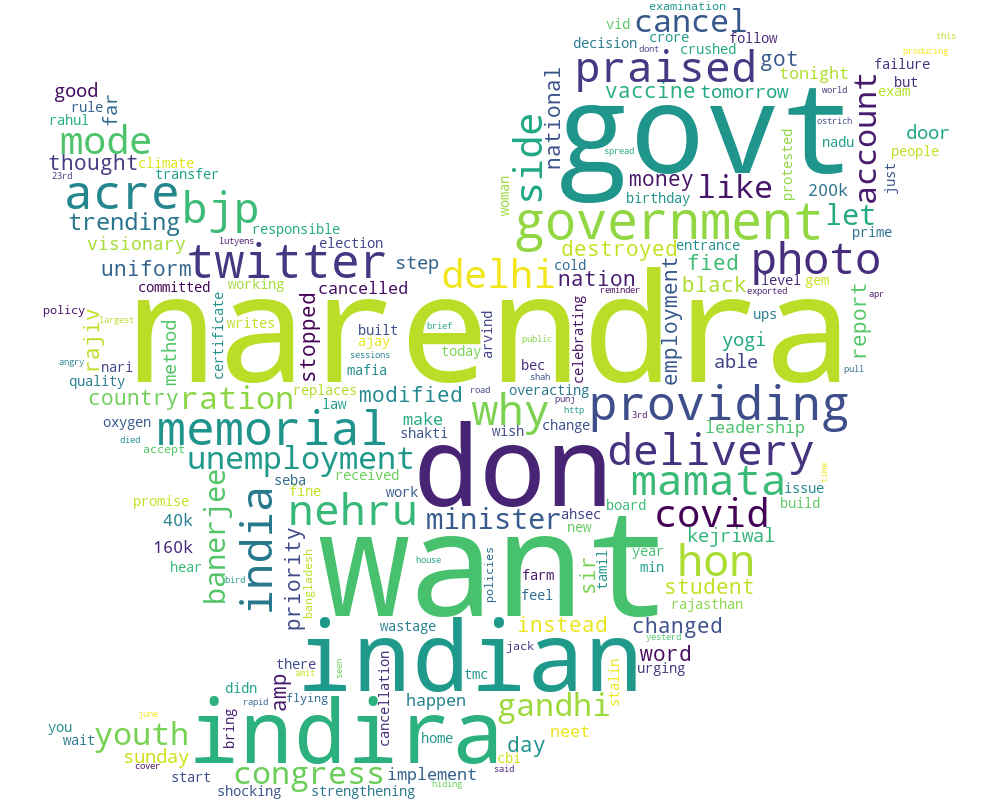 examination
vid
cancel
this
decision
crore
follow
dont
crushed
producing
praised
got
failure
tonight
but
good
far
rule
national
vaccine
tomorrow
world
account
exam
rahul
mode
side
govt
ostrich
door
nadu
people
spread
protested
thought
climate
23rd
transfer
money
like
200k
just
acre
bjp
woman
birthday
trending
responsible
government
let
prime
visionary
lutyens
election
destroyed
entrance
uniform
twitter
step
delhi
cold
nation
fied
photo
level
gem
committed
working
cancelled
reminder
black
exported
apr
policy
largest
narendra
employment
ups
report
rajiv
method
certificate
writes
stopped
built
brief
arvind
public
celebrating
yogi
ajay
today
angry
nari
sessions
mafia
bec
shah
able
pull
quality
country
ration
replaces
modified
road
overacting
punj
http
3rd
providing
law
why
wish
change
oxygen
memorial
make
shakti
leadership
died
accept
unemployment
don
delivery
seba
received
mamata
issue
promise
fine
work
build
time
40k
india
nehru
minister
ahsec
board
covid
new
160k
banerjee
priority
want
kejriwal
hear
house
policies
sir
tamil
year
min
hon
bird
bangladesh
farm
feel
student
rajasthan
wastage
instead
changed
yesterd
indian
jack
word
there
amit
seen
urging
tmc
didn
amp
rapid
flying
cancellation
happen
gandhi
stalin
june
you
wait
youth
bring
indira
home
day
neet
sunday
cbi
cover
start
congress
implement
said
shocking
strengthening
hiding